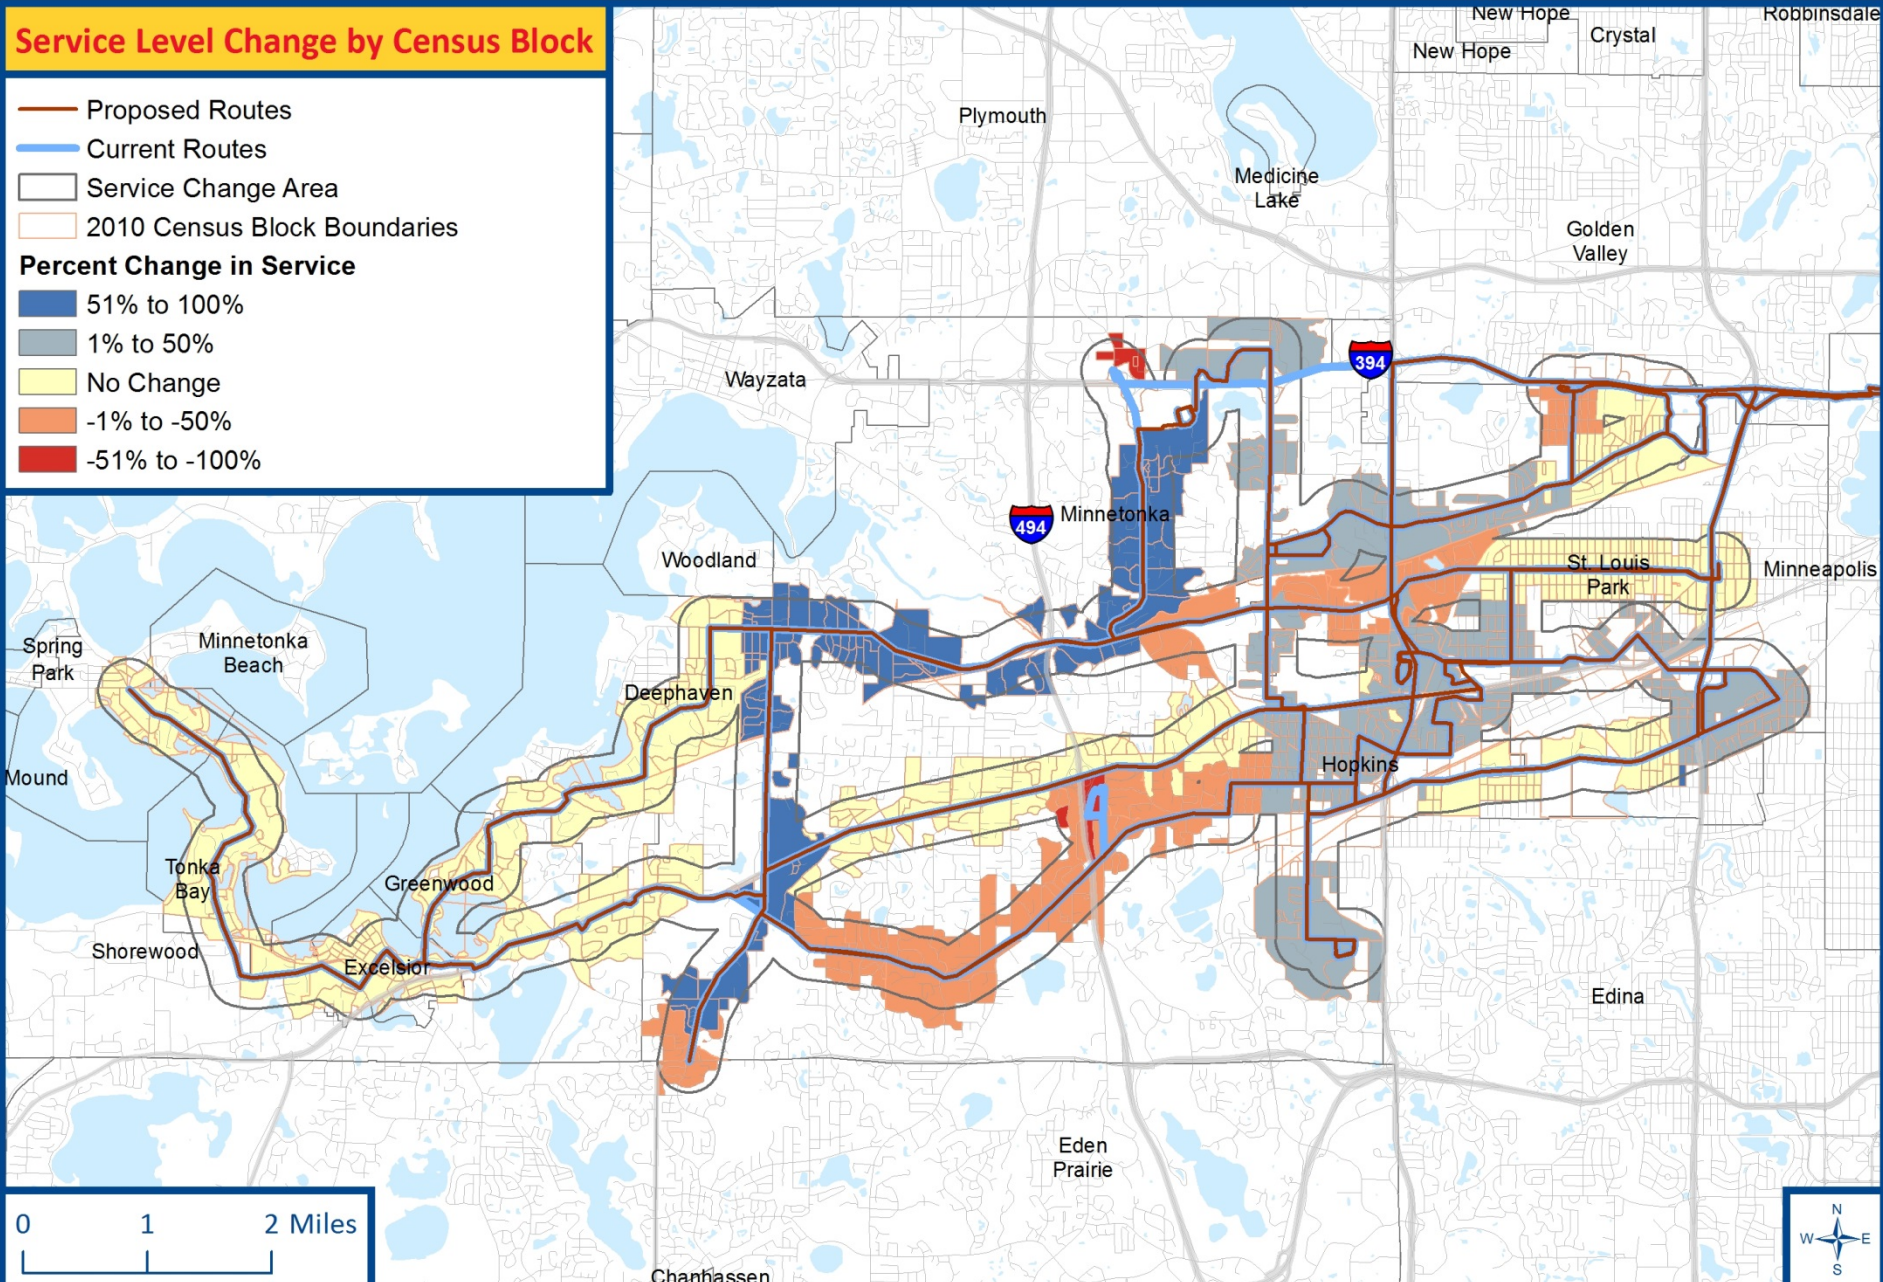 Service Level Change by Census Block
Proposed Routes
Current Routes
Service Change Area
2010 Census Block Boundaries
Percent Change in Service
51% to 100%
1% to 50%
No Change
-1% to -50%
-51% to -100%
New Hope
Robbinsdale
Crystal
New Hope
Plymouth
Medicine
Lake
Golden
Valley
394
Wayzata
494
Minnetonka
Woodland
St. Louis
Park
Minneapolis
Spring
Park
Minnetonka
Beach
Deephaven
Mound
Hopkins
Tonka
Bay
Greenwood
Shorewood
Excelsior
Edina
Eden
Prairie
Chanhassen
0 1 2 Miles
N
W E
S